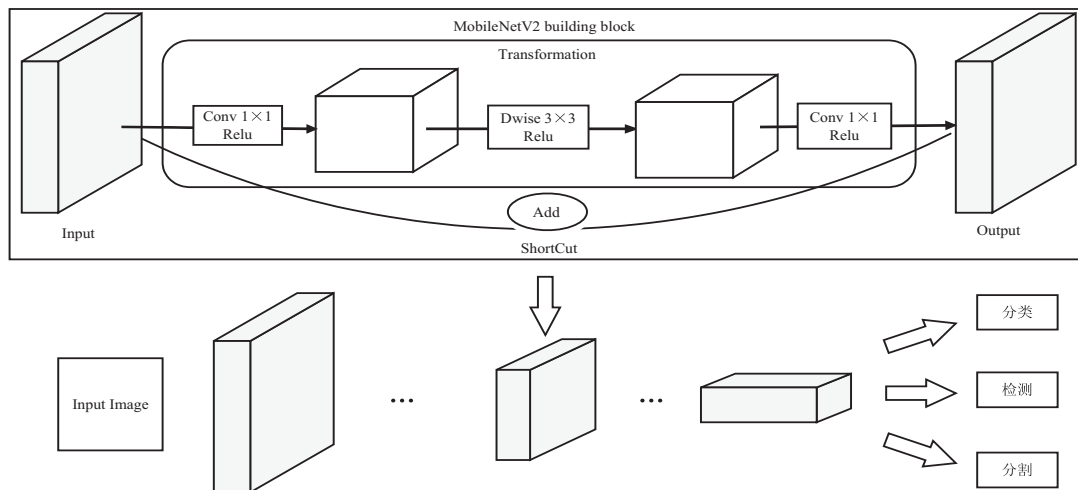 MobileNetV2 building block
Transformation
Conv 1×1
Relu
Dwise 3×3
Relu
Conv 1×1
Relu
Add
Input
ShortCut
Output
Input Image
...
...
分类
检测
分割